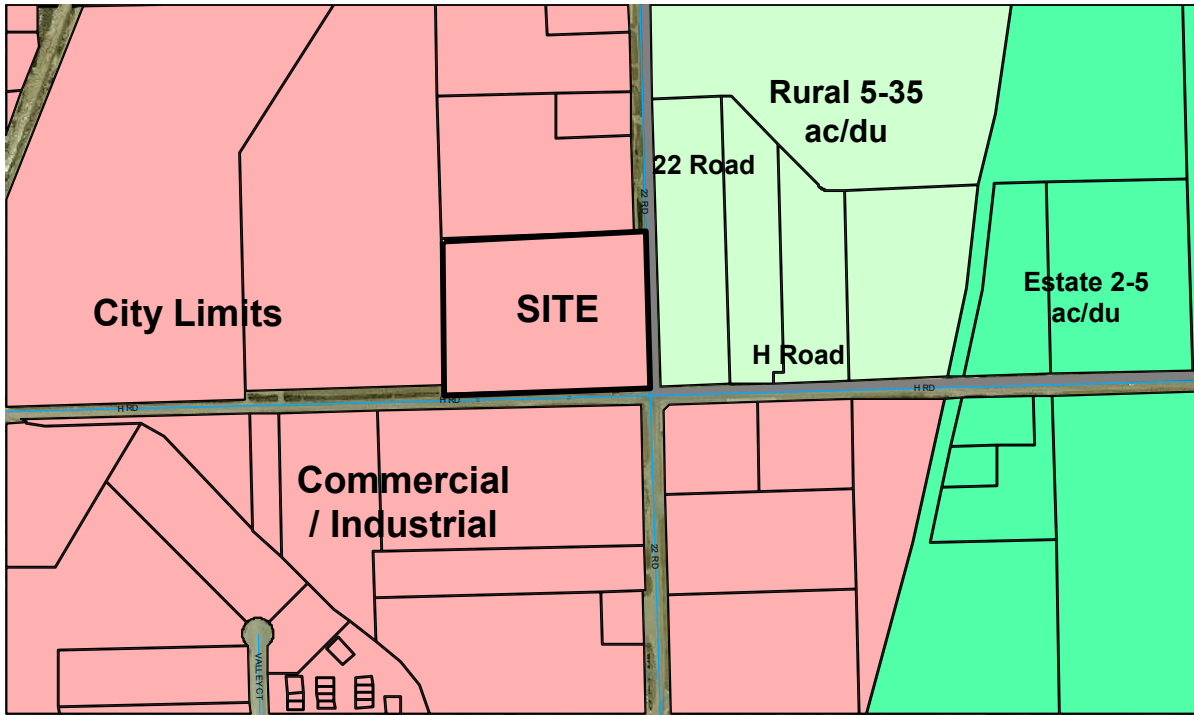 Rural 5-35
ac/du
22 Road
22 RD
Estate 2-5
ac/du
City Limits
SITE
H Road
H RD
H RD
H RD
Commercial
/ Industrial
22 RD
VALLEY CT